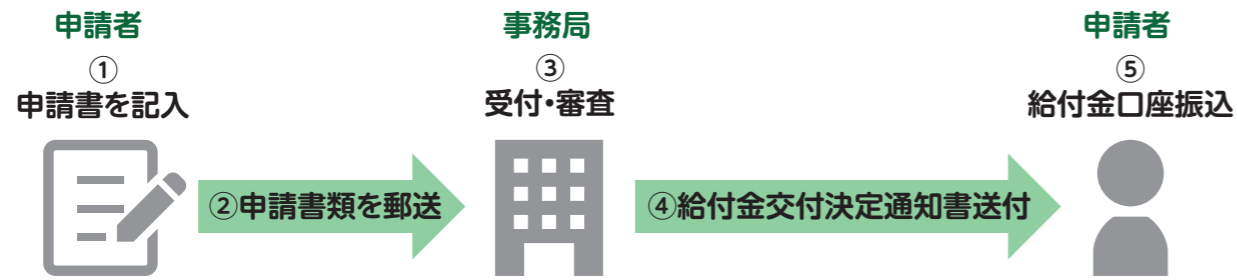 申請者
①
申請書を記入
②申請書類を郵送
事務局
③
受付・審査
④給付金交付決定通知書送付
申請者
⑤
給付金口座振込